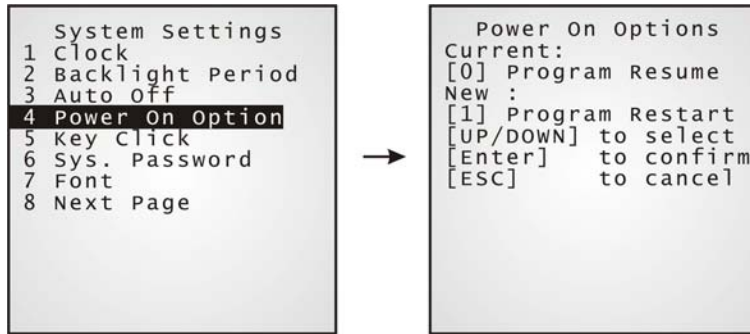 System Settings
1 Clock
2 Backlight Period
3 Auto Off
4 Power On Option
5 Key Click
6 Sys. Password
7 Font
8 Next Page
Power On Options
Current:
[0] Program Resume
New :
[1] Program Restart
[UP/DOWN] to select
[Enter] to confirm
[ESC] to cancel